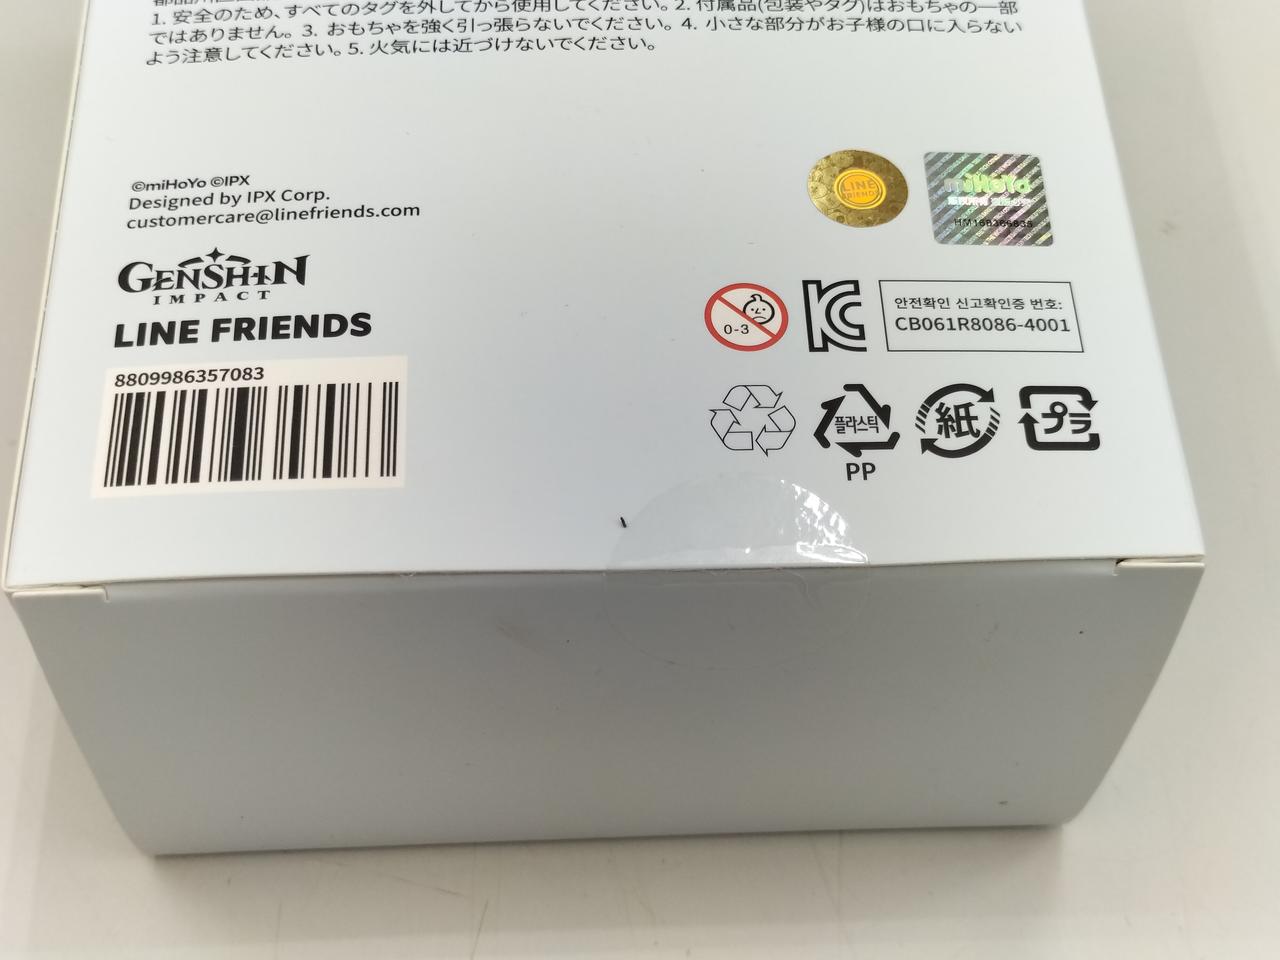 1. 安全のため、すべてのタグを外してから使用してください。2. 付属品(包装やタグ)はおもちゃの一部
ではありません。3. おもちゃを強く引っ張らないでください。4. 小さな部分がお子様の口に入らない
よう注意してください。5. 火気には近づけないでください。
©miHoYo ©IPX
Designed by IPX Corp.
customercare@linefriends.com
GENSHIN
IMPACT
LINE FRIENDS
8809986357083
LINE
FRIENDS
miHoYo
0-3
안전확인 신고확인증 번호:
CB061R8086-4001
플라스틱
PP
紙
プラ